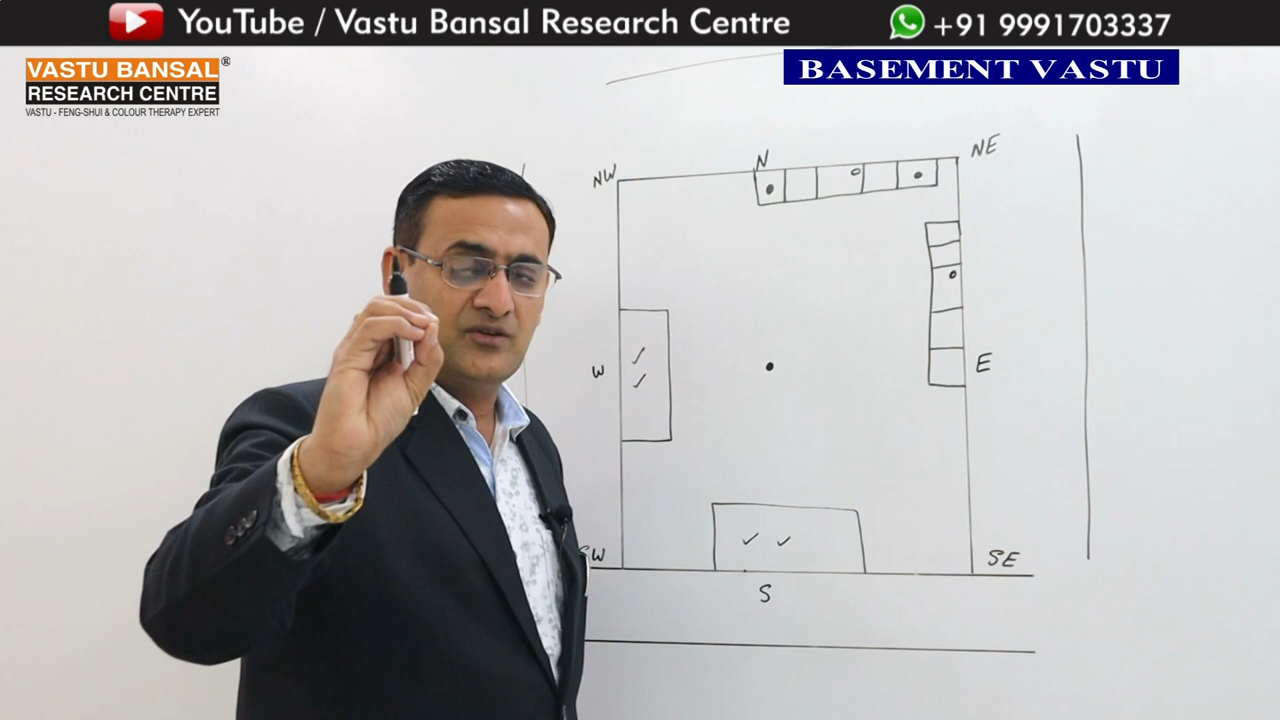 YouTube / Vastu Bansal Research Centre
+91 9991703337
VASTU BANSAL®
RESEARCH CENTRE
VASTU - FENG-SHUI & COLOUR THERAPY EXPERT
BASEMENT VASTU
NW
N
NE
W
E
SW
S
SE